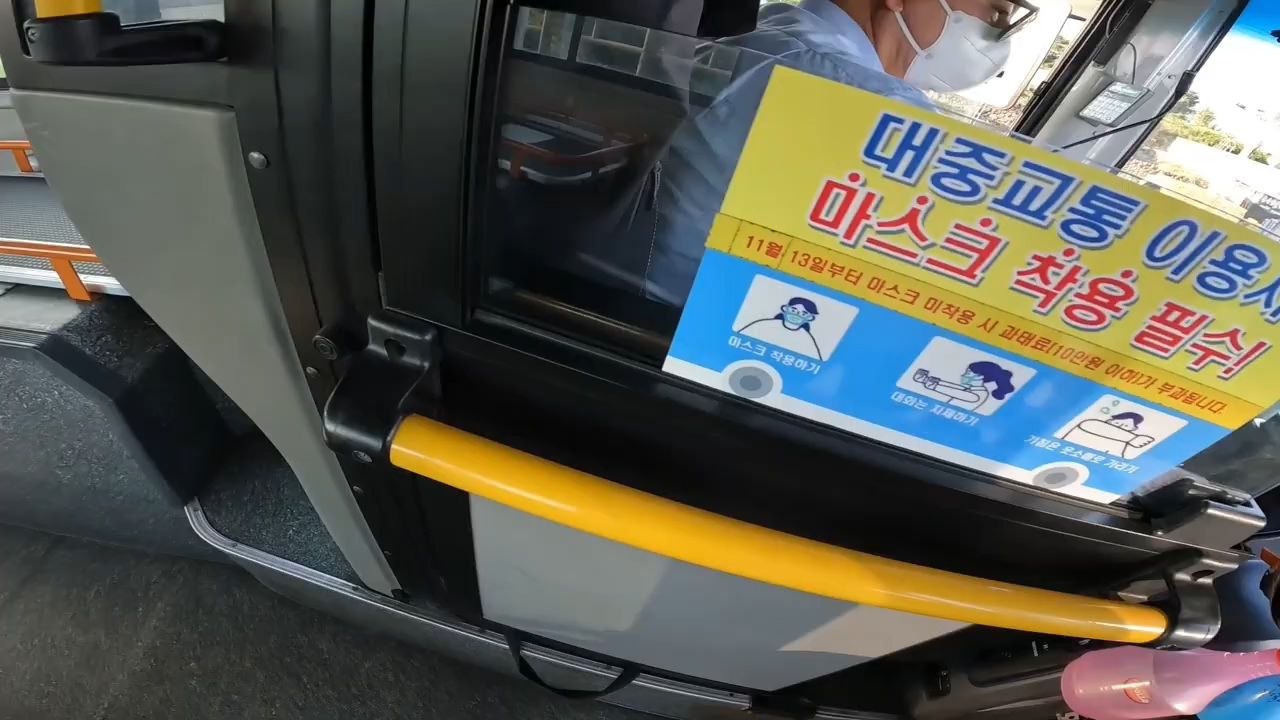 대중교통 이용시
마스크 착용 필수!
11월 13일부터 마스크 미착용 시 과태료(10만원 이하)가 부과됩니다.
마스크 착용하기
대화는 자제하기
기침은 옷소매로 가리기